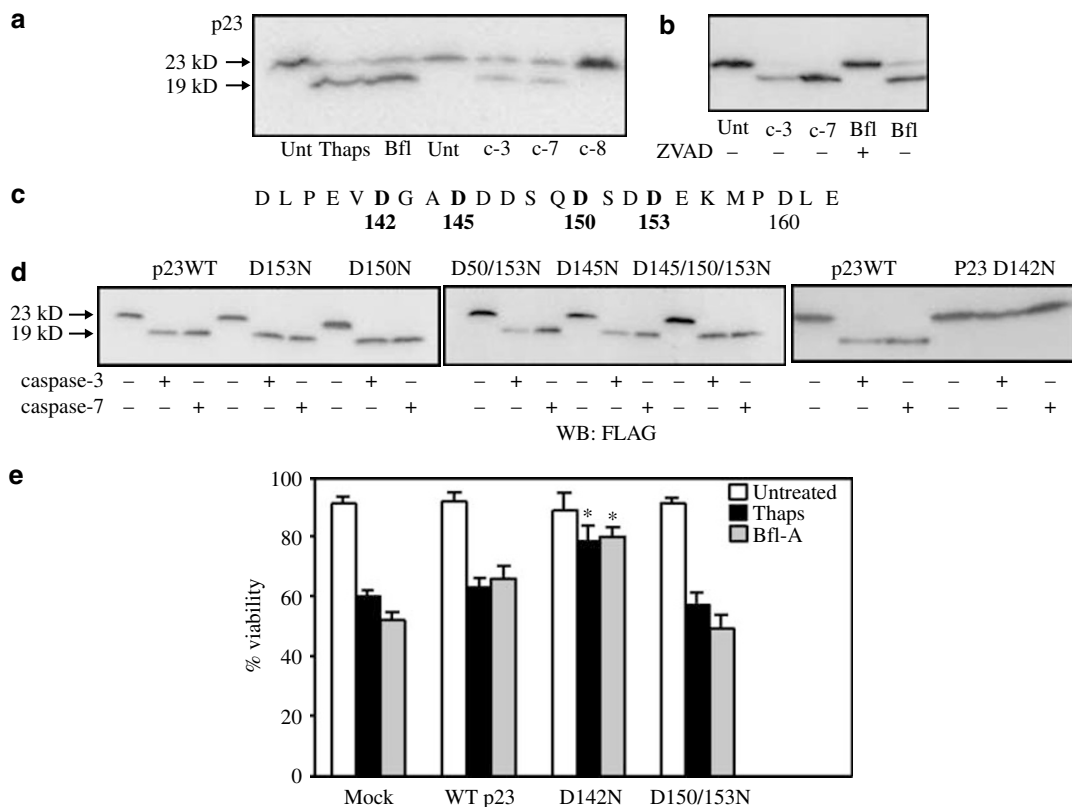 a
p23
23 kD
19 kD
Unt Thaps Bfl Unt c-3 c-7 c-8
b
Unt c-3 c-7 Bfl Bfl
ZVAD – – – + –
c
D L P E V D G A D D D S Q D S D D E K M P D L E
142 145 150 153 160
d
p23WT D153N D150N D50/153N D145N D145/150/153N p23WT P23 D142N
23 kD
19 kD
caspase-3 – + – – + – – + – – + – – + – – + – – + – – + –
caspase-7 – – + – – + – – + – – + – – + – – + – – + – – +
WB: FLAG
e
100
80
60
40
20
0
% viability
* *
Untreated
Thaps
Bfl-A
Mock WT p23 D142N D150/153N